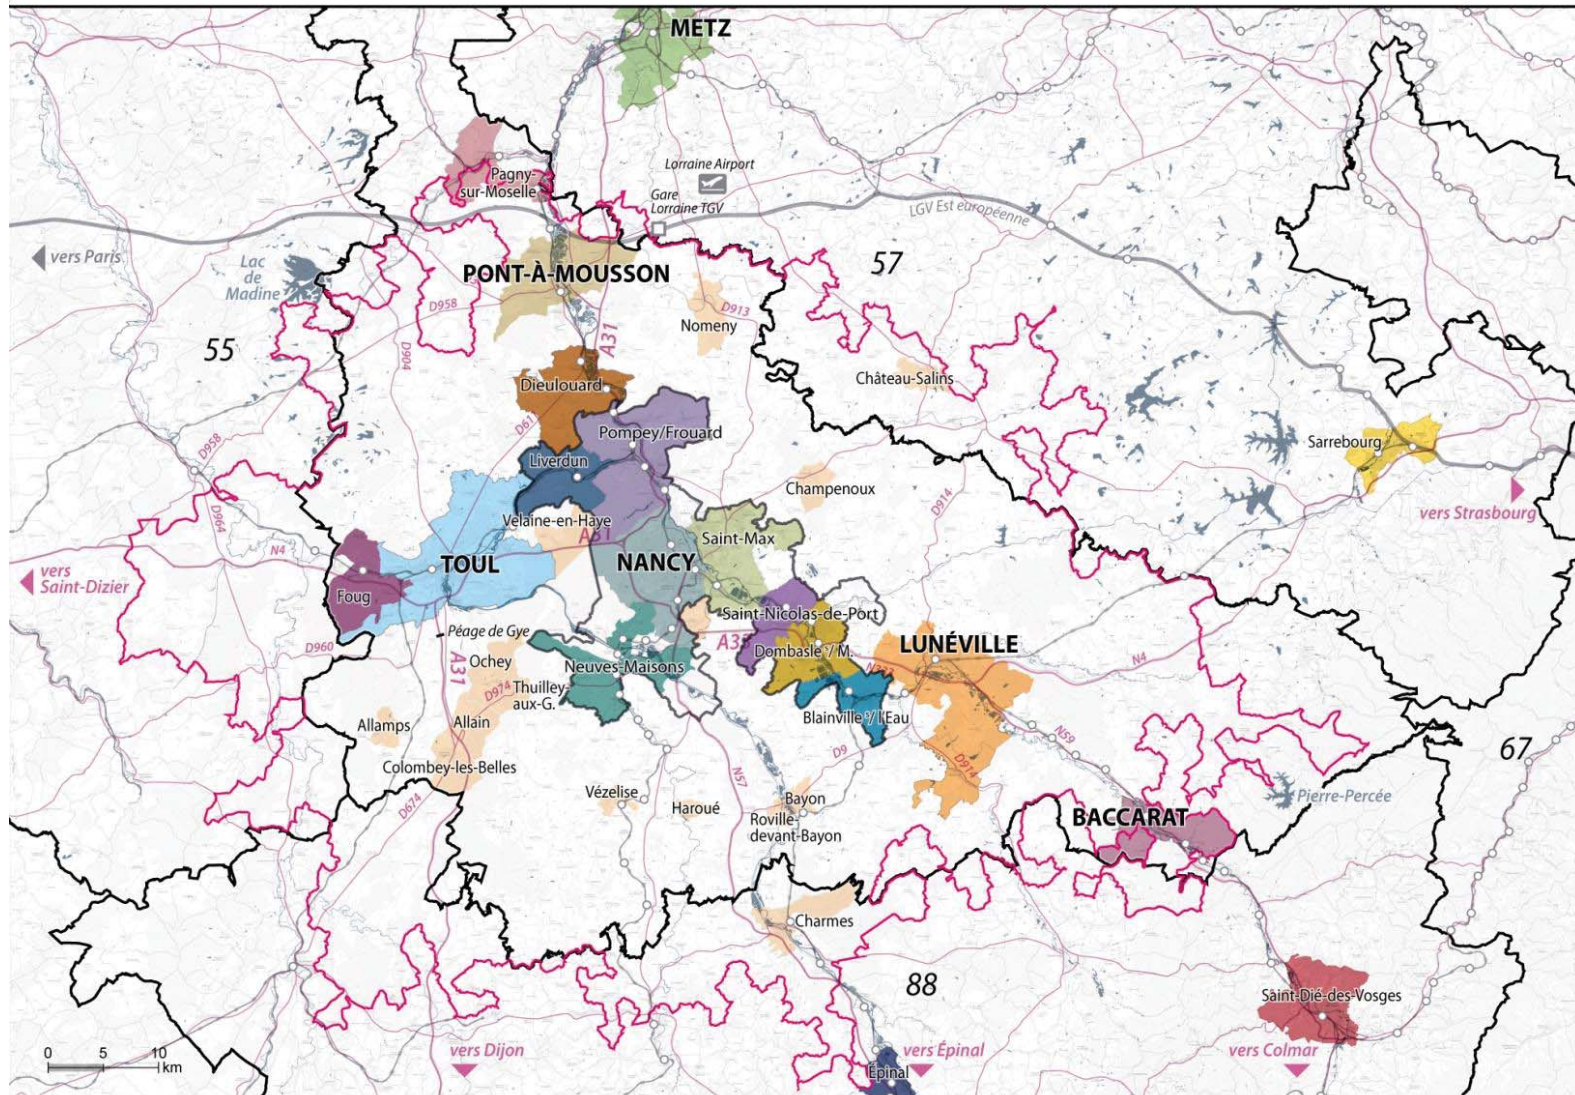 METZ
Lorraine Airport
Pagny-
sur-Moselle
Gare
Lorraine TGV
LGV Est européenne
vers Paris
Lac
de
Madine
57
PONT-À-MOUSSON
D958
D913
A31
Nomeny
55
D904
Dieulouard
Château-Salins
D61
Pompey/Frouard
Sarrebourg
D958
Liverdun
Champenoux
D914
D964
Velaine-en-Haye
A31
Saint-Max
vers Strasbourg
N4
TOUL
NANCY
vers
Saint-Dizier
Foug
Saint-Nicolas-de-Port
Péage de Gye
A33
LUNÉVILLE
D960
Dombasle s/ M.
N4
Ochey
A31
Neuves-Maisons
N333
D974
Thuilley-
aux-G.
Allamps
Allain
Blainville s/ l'Eau
N59
67
D9
Colombey-les-Belles
D914
N57
D674
Vézelise
Haroué
Bayon
Roville-
devant-Bayon
Pierre-Percée
BACCARAT
Charmes
88
Saint-Dié-des-Vosges
0 5 10
km
vers Dijon
vers Épinal
vers Colmar
Épinal